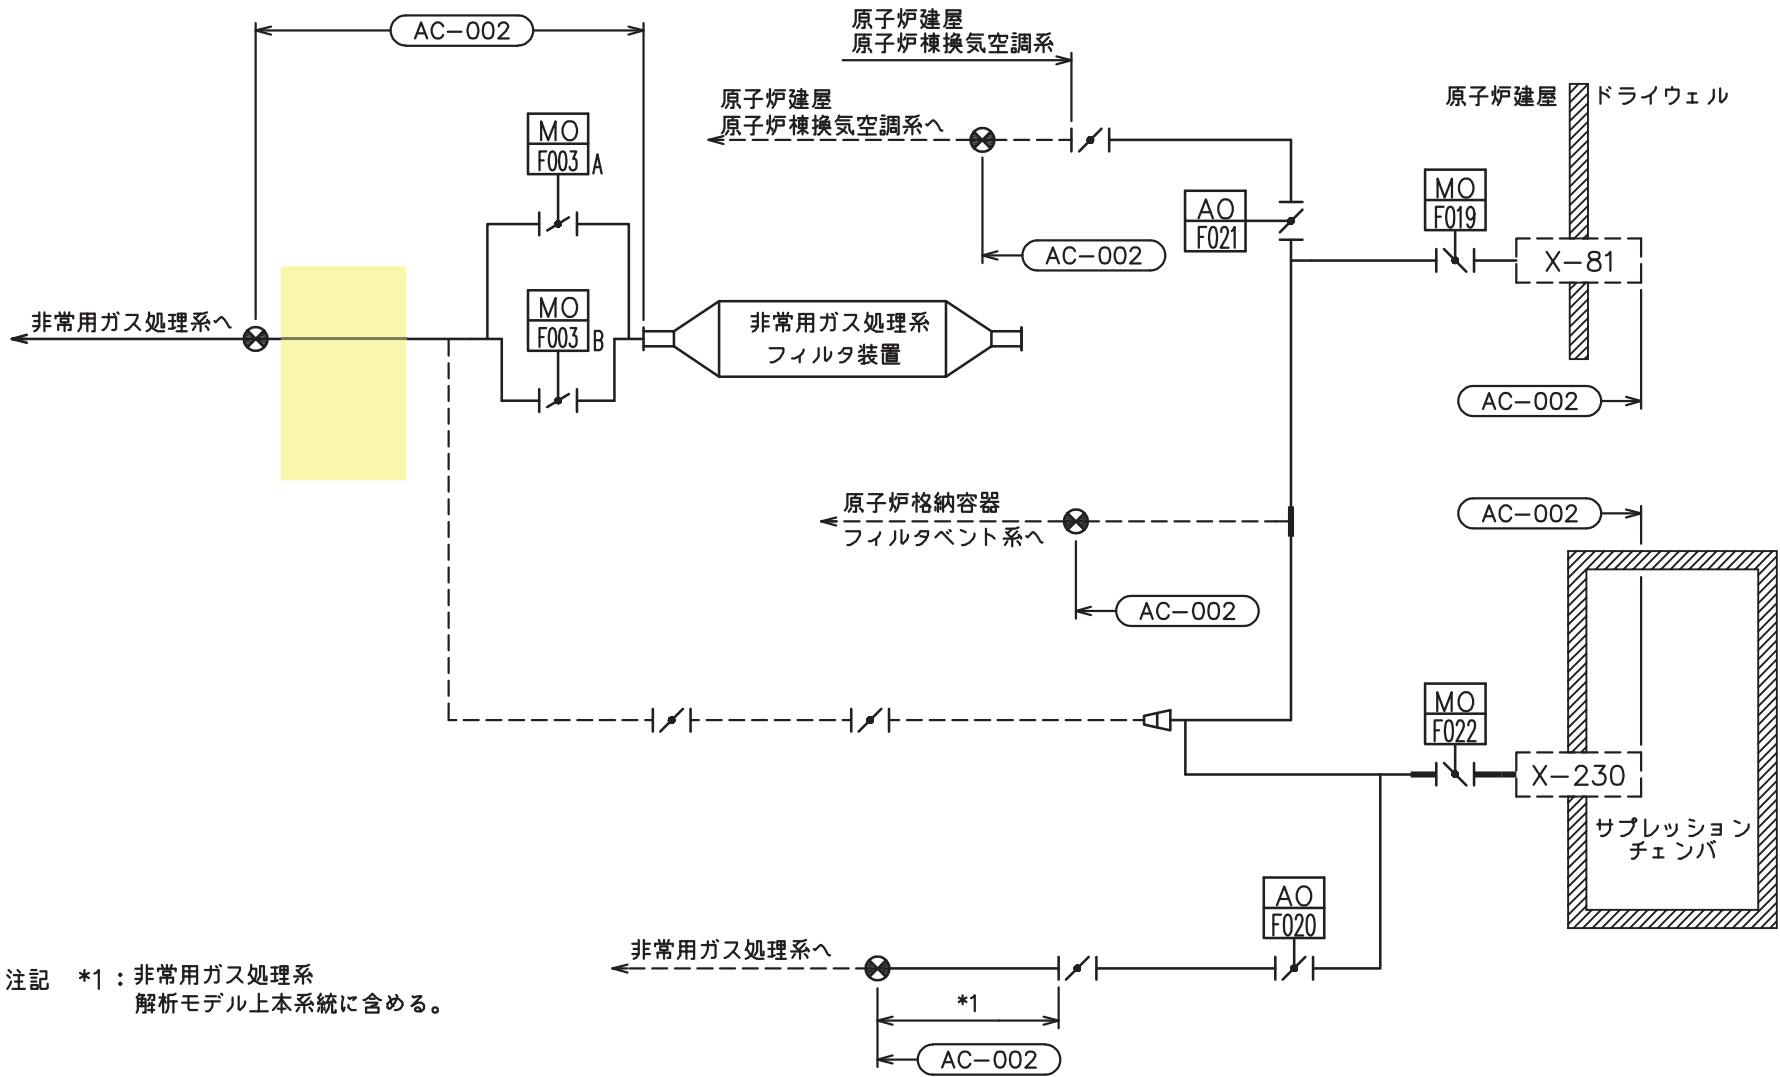 AC-002
原子炉建屋
原子炉棟換気空調系
原子炉建屋
原子炉棟換気空調系へ
原子炉建屋
ドライウェル
MO
F003
A
AO
F021
MO
F019
AC-002
X-81
非常用ガス処理系へ
MO
F003
B
非常用ガス処理系
フィルタ装置
AC-002
原子炉格納容器
フィルタベント系へ
AC-002
AC-002
MO
F022
X-230
サプレッション
チェンバ
AO
F020
非常用ガス処理系へ
*1
AC-002
注記 *1:非常用ガス処理系
解析モデル上本系統に含める。